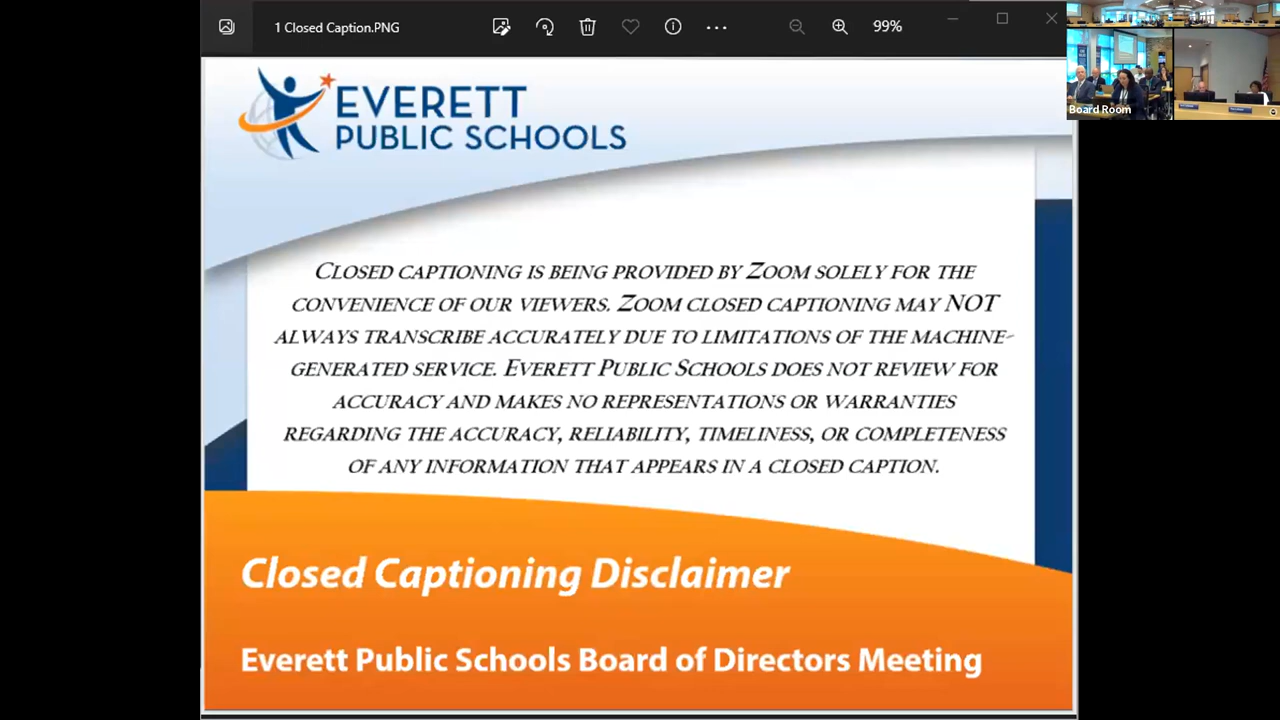 1 Closed Caption.PNG
99%
Board Room
EVERETT
PUBLIC SCHOOLS
CLOSED CAPTIONING IS BEING PROVIDED BY ZOOM SOLELY FOR THE
CONVENIENCE OF OUR VIEWERS. ZOOM CLOSED CAPTIONING MAY NOT
ALWAYS TRANSCRIBE ACCURATELY DUE TO LIMITATIONS OF THE MACHINE-
GENERATED SERVICE. EVERETT PUBLIC SCHOOLS DOES NOT REVIEW FOR
ACCURACY AND MAKES NO REPRESENTATIONS OR WARRANTIES
REGARDING THE ACCURACY, RELIABILITY, TIMELINESS, OR COMPLETENESS
OF ANY INFORMATION THAT APPEARS IN A CLOSED CAPTION.
Closed Captioning Disclaimer
Everett Public Schools Board of Directors Meeting